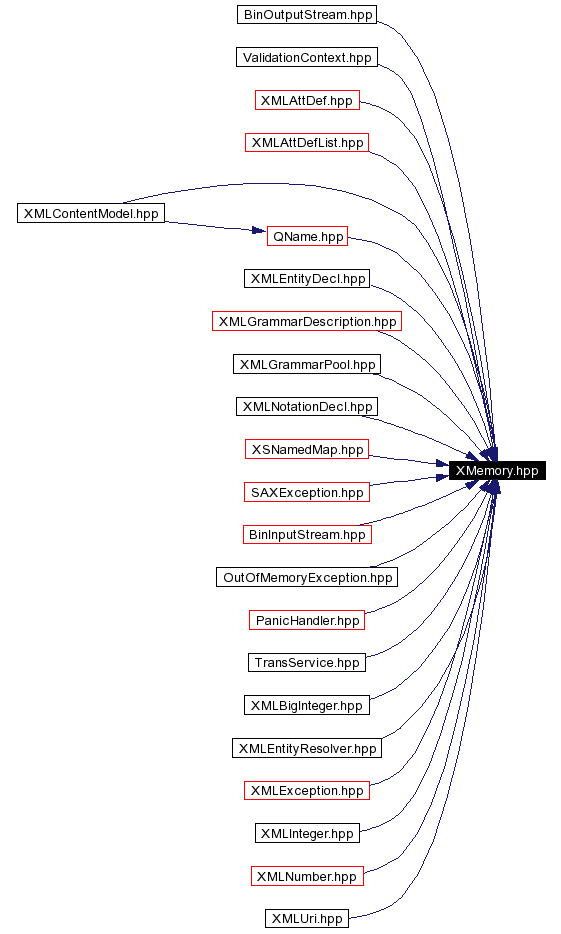 BinOutputStream.hpp
ValidationContext.hpp
XMLAttDef.hpp
XMLAttDefList.hpp
XMLContentModel.hpp
QName.hpp
XMLEntityDecl.hpp
XMLGrammarDescription.hpp
XMLGrammarPool.hpp
XMLNotationDecl.hpp
XSNamedMap.hpp
XMemory.hpp
SAXException.hpp
BinInputStream.hpp
OutOfMemoryException.hpp
PanicHandler.hpp
TransService.hpp
XMLBigInteger.hpp
XMLEntityResolver.hpp
XMLException.hpp
XMLInteger.hpp
XMLNumber.hpp
XMLUri.hpp